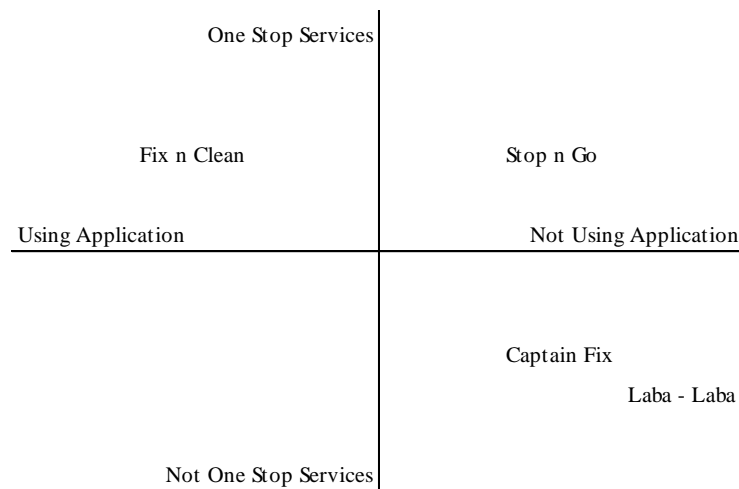 One Stop Services
Fix n Clean
Stop n Go
Using Application
Not Using Application
Captain Fix
Laba - Laba
Not One Stop Services